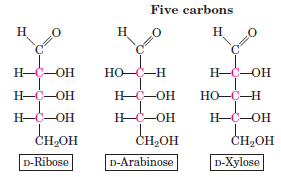 Five carbons
H O H O H O
C C C
H—C—OH HO—C—H H—C—OH
H—C—OH H—C—OH HO—C—H
H—C—OH H—C—OH H—C—OH
CH₂OH CH₂OH CH₂OH
D-Ribose D-Arabinose D-Xylose